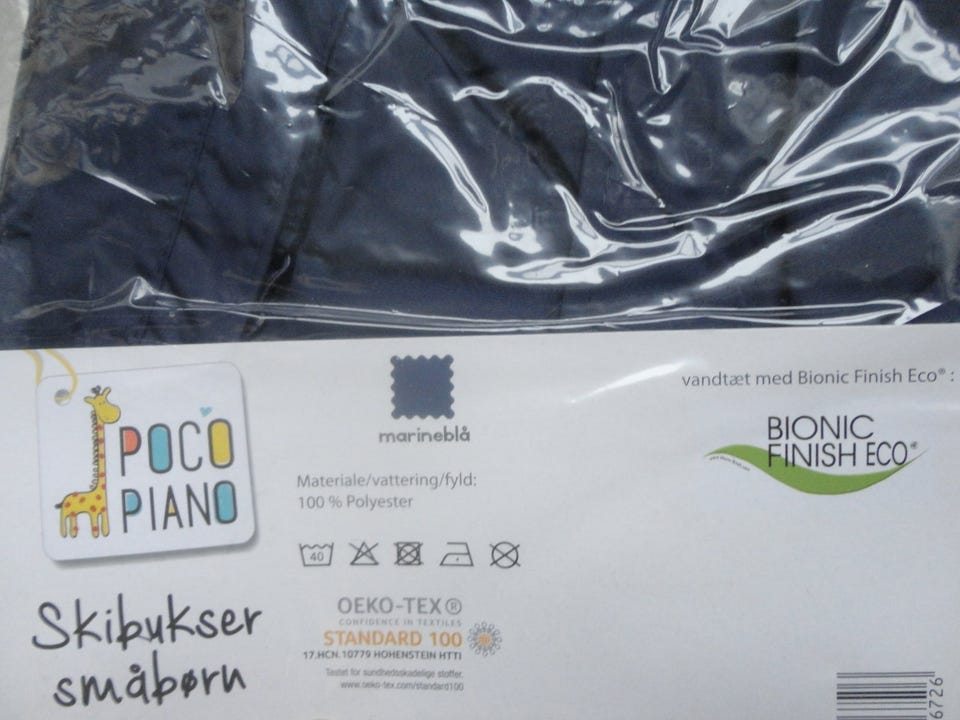 POCO
PIANO
marineblå
Materiale/vattering/fyld:
100 % Polyester
40
vandtæt med Bionic Finish Eco® :
BIONIC
FINISH ECO®
Skibukser
småbørn
OEKO-TEX®
CONFIDENCE IN TEXTILES
STANDARD 100
17.HCN.10779 HOHENSTEIN HTTI
Testet for sundhedsskadelige stoffer.
www.oeko-tex.com/standard100
6726